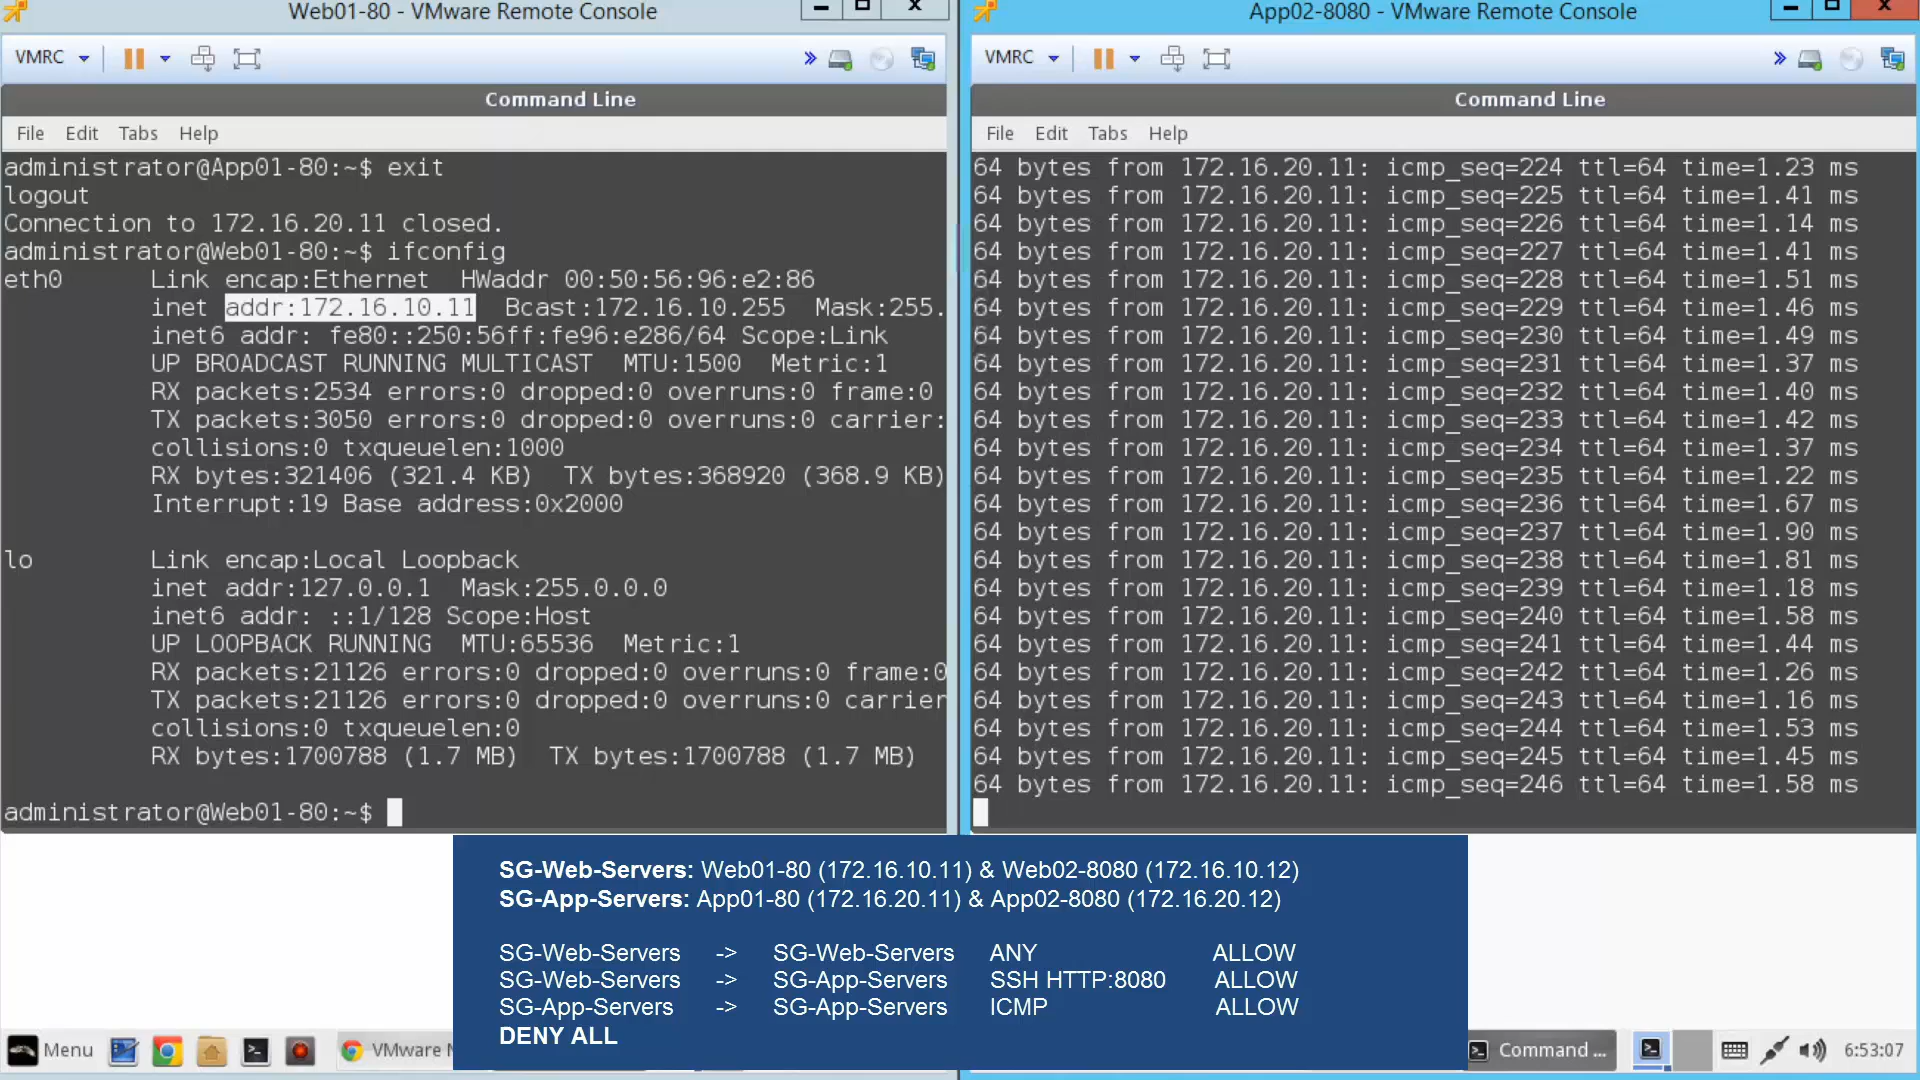 Web01-80 - VMware Remote Console
VMRC
Command Line
File Edit Tabs Help
administrator@App01-80:~$ exit
logout
Connection to 172.16.20.11 closed.
administrator@Web01-80:~$ ifconfig
eth0 Link encap:Ethernet HWaddr 00:50:56:96:e2:86
inet addr:172.16.10.11 Bcast:172.16.10.255 Mask:255.
inet6 addr: fe80::250:56ff:fe96:e286/64 Scope:Link
UP BROADCAST RUNNING MULTICAST MTU:1500 Metric:1
RX packets:2534 errors:0 dropped:0 overruns:0 frame:0
TX packets:3050 errors:0 dropped:0 overruns:0 carrier:
collisions:0 txqueuelen:1000
RX bytes:321406 (321.4 KB) TX bytes:368920 (368.9 KB)
Interrupt:19 Base address:0x2000
lo Link encap:Local Loopback
inet addr:127.0.0.1 Mask:255.0.0.0
inet6 addr: ::1/128 Scope:Host
UP LOOPBACK RUNNING MTU:65536 Metric:1
RX packets:21126 errors:0 dropped:0 overruns:0 frame:0
TX packets:21126 errors:0 dropped:0 overruns:0 carrier
collisions:0 txqueuelen:0
RX bytes:1700788 (1.7 MB) TX bytes:1700788 (1.7 MB)
administrator@Web01-80:~$
App02-8080 - VMware Remote Console
VMRC
Command Line
File Edit Tabs Help
64 bytes from 172.16.20.11: icmp_seq=224 ttl=64 time=1.23 ms
64 bytes from 172.16.20.11: icmp_seq=225 ttl=64 time=1.41 ms
64 bytes from 172.16.20.11: icmp_seq=226 ttl=64 time=1.14 ms
64 bytes from 172.16.20.11: icmp_seq=227 ttl=64 time=1.41 ms
64 bytes from 172.16.20.11: icmp_seq=228 ttl=64 time=1.51 ms
64 bytes from 172.16.20.11: icmp_seq=229 ttl=64 time=1.46 ms
64 bytes from 172.16.20.11: icmp_seq=230 ttl=64 time=1.49 ms
64 bytes from 172.16.20.11: icmp_seq=231 ttl=64 time=1.37 ms
64 bytes from 172.16.20.11: icmp_seq=232 ttl=64 time=1.40 ms
64 bytes from 172.16.20.11: icmp_seq=233 ttl=64 time=1.42 ms
64 bytes from 172.16.20.11: icmp_seq=234 ttl=64 time=1.37 ms
64 bytes from 172.16.20.11: icmp_seq=235 ttl=64 time=1.22 ms
64 bytes from 172.16.20.11: icmp_seq=236 ttl=64 time=1.67 ms
64 bytes from 172.16.20.11: icmp_seq=237 ttl=64 time=1.90 ms
64 bytes from 172.16.20.11: icmp_seq=238 ttl=64 time=1.81 ms
64 bytes from 172.16.20.11: icmp_seq=239 ttl=64 time=1.18 ms
64 bytes from 172.16.20.11: icmp_seq=240 ttl=64 time=1.58 ms
64 bytes from 172.16.20.11: icmp_seq=241 ttl=64 time=1.44 ms
64 bytes from 172.16.20.11: icmp_seq=242 ttl=64 time=1.26 ms
64 bytes from 172.16.20.11: icmp_seq=243 ttl=64 time=1.16 ms
64 bytes from 172.16.20.11: icmp_seq=244 ttl=64 time=1.53 ms
64 bytes from 172.16.20.11: icmp_seq=245 ttl=64 time=1.45 ms
64 bytes from 172.16.20.11: icmp_seq=246 ttl=64 time=1.58 ms
SG-Web-Servers: Web01-80 (172.16.10.11) & Web02-8080 (172.16.10.12)
SG-App-Servers: App01-80 (172.16.20.11) & App02-8080 (172.16.20.12)
SG-Web-Servers -> SG-Web-Servers ANY ALLOW
SG-Web-Servers -> SG-App-Servers SSH HTTP:8080 ALLOW
SG-App-Servers -> SG-App-Servers ICMP ALLOW
DENY ALL
Menu
VMware
Command ...
6:53:07